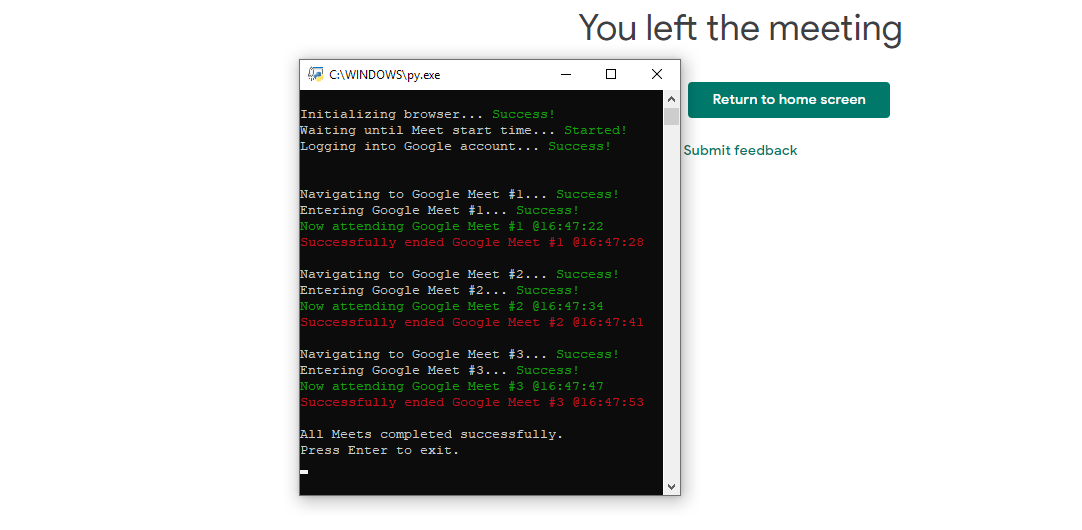 You left the meeting
C:\WINDOWS\py.exe
Return to home screen
Submit feedback
Initializing browser... Success!
Waiting until Meet start time... Started!
Logging into Google account... Success!
Navigating to Google Meet #1... Success!
Entering Google Meet #1... Success!
Now attending Google Meet #1 @16:47:22
Successfully ended Google Meet #1 @16:47:28
Navigating to Google Meet #2... Success!
Entering Google Meet #2... Success!
Now attending Google Meet #2 @16:47:34
Successfully ended Google Meet #2 @16:47:41
Navigating to Google Meet #3... Success!
Entering Google Meet #3... Success!
Now attending Google Meet #3 @16:47:47
Successfully ended Google Meet #3 @16:47:53
All Meets completed successfully.
Press Enter to exit.